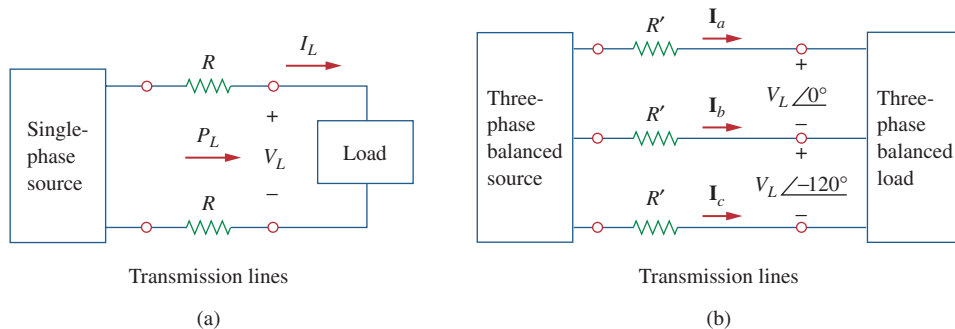 Single-
phase
source
R
R
I_L
P_L
+
V_L
−
Load
Transmission lines
(a)
Three-
phase
balanced
source
R′
R′
R′
I_a
I_b
I_c
+
V_L ∠0°
−
+
V_L ∠−120°
−
Three-
phase
balanced
load
Transmission lines
(b)